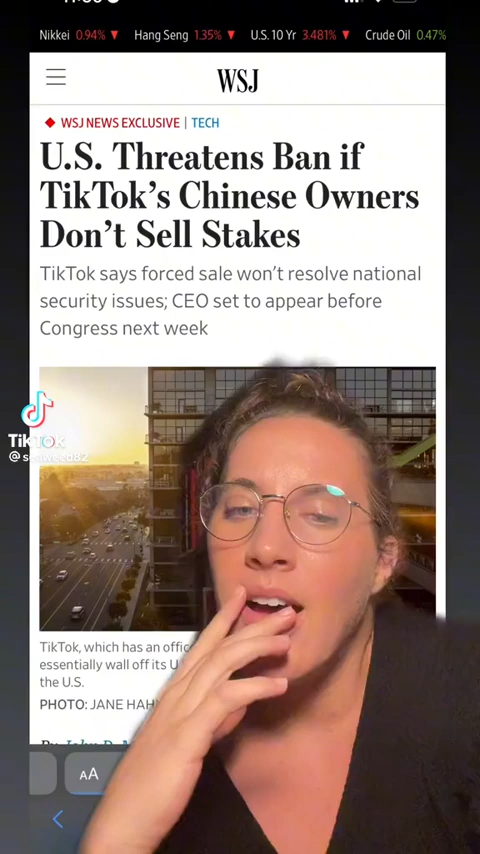 Nikkei 0.94% ▼ Hang Seng 1.35% ▼ U.S. 10 Yr 3.481% ▼ Crude Oil 0.47%
WSJ
WSJ NEWS EXCLUSIVE | TECH
U.S. Threatens Ban if
TikTok's Chinese Owners
Don't Sell Stakes
TikTok says forced sale won't resolve national
security issues; CEO set to appear before
Congress next week
TikTok
TikTok, which has an offic
essentially wall off its U
the U.S.
PHOTO: JANE HAH
By John D. M
AA